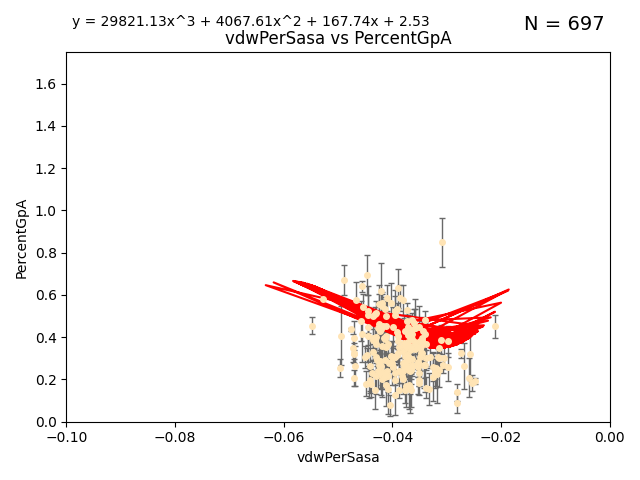 y = 29821.13x^3 + 4067.61x^2 + 167.74x + 2.53
N = 697
vdwPerSasa vs PercentGpA
PercentGpA
1.6
1.4
1.2
1.0
0.8
0.6
0.4
0.2
0.0
−0.10 −0.08 −0.06 −0.04 −0.02 0.00
vdwPerSasa